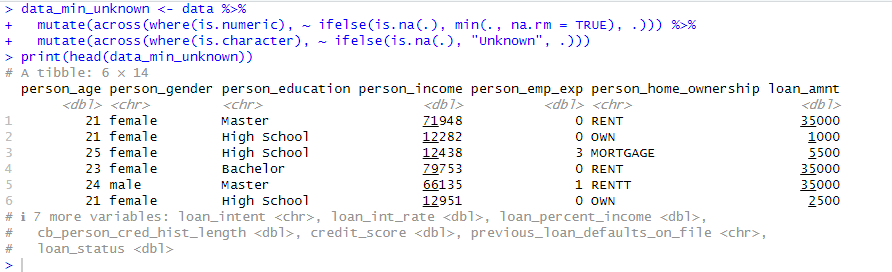 > data_min_unknown <- data %>%
+   mutate(across(where(is.numeric), ~ ifelse(is.na(.), min(., na.rm = TRUE), .))) %>%
+   mutate(across(where(is.character), ~ ifelse(is.na(.), "Unknown", .)))
> print(head(data_min_unknown))
# A tibble: 6 × 14
  person_age person_gender person_education person_income person_emp_exp person_home_ownership loan_amnt
       <dbl> <chr>         <chr>                    <dbl>          <dbl> <chr>                     <dbl>
1         21 female        Master                   71948              0 RENT                      35000
2         21 female        High School              12282              0 OWN                        1000
3         25 female        High School              12438              3 MORTGAGE                   5500
4         23 female        Bachelor                 79753              0 RENT                      35000
5         24 male          Master                   66135              1 RENTT                     35000
6         21 female        High School              12951              0 OWN                        2500
# ℹ 7 more variables: loan_intent <chr>, loan_int_rate <dbl>, loan_percent_income <dbl>,
#   cb_person_cred_hist_length <dbl>, credit_score <dbl>, previous_loan_defaults_on_file <chr>,
#   loan_status <dbl>
>